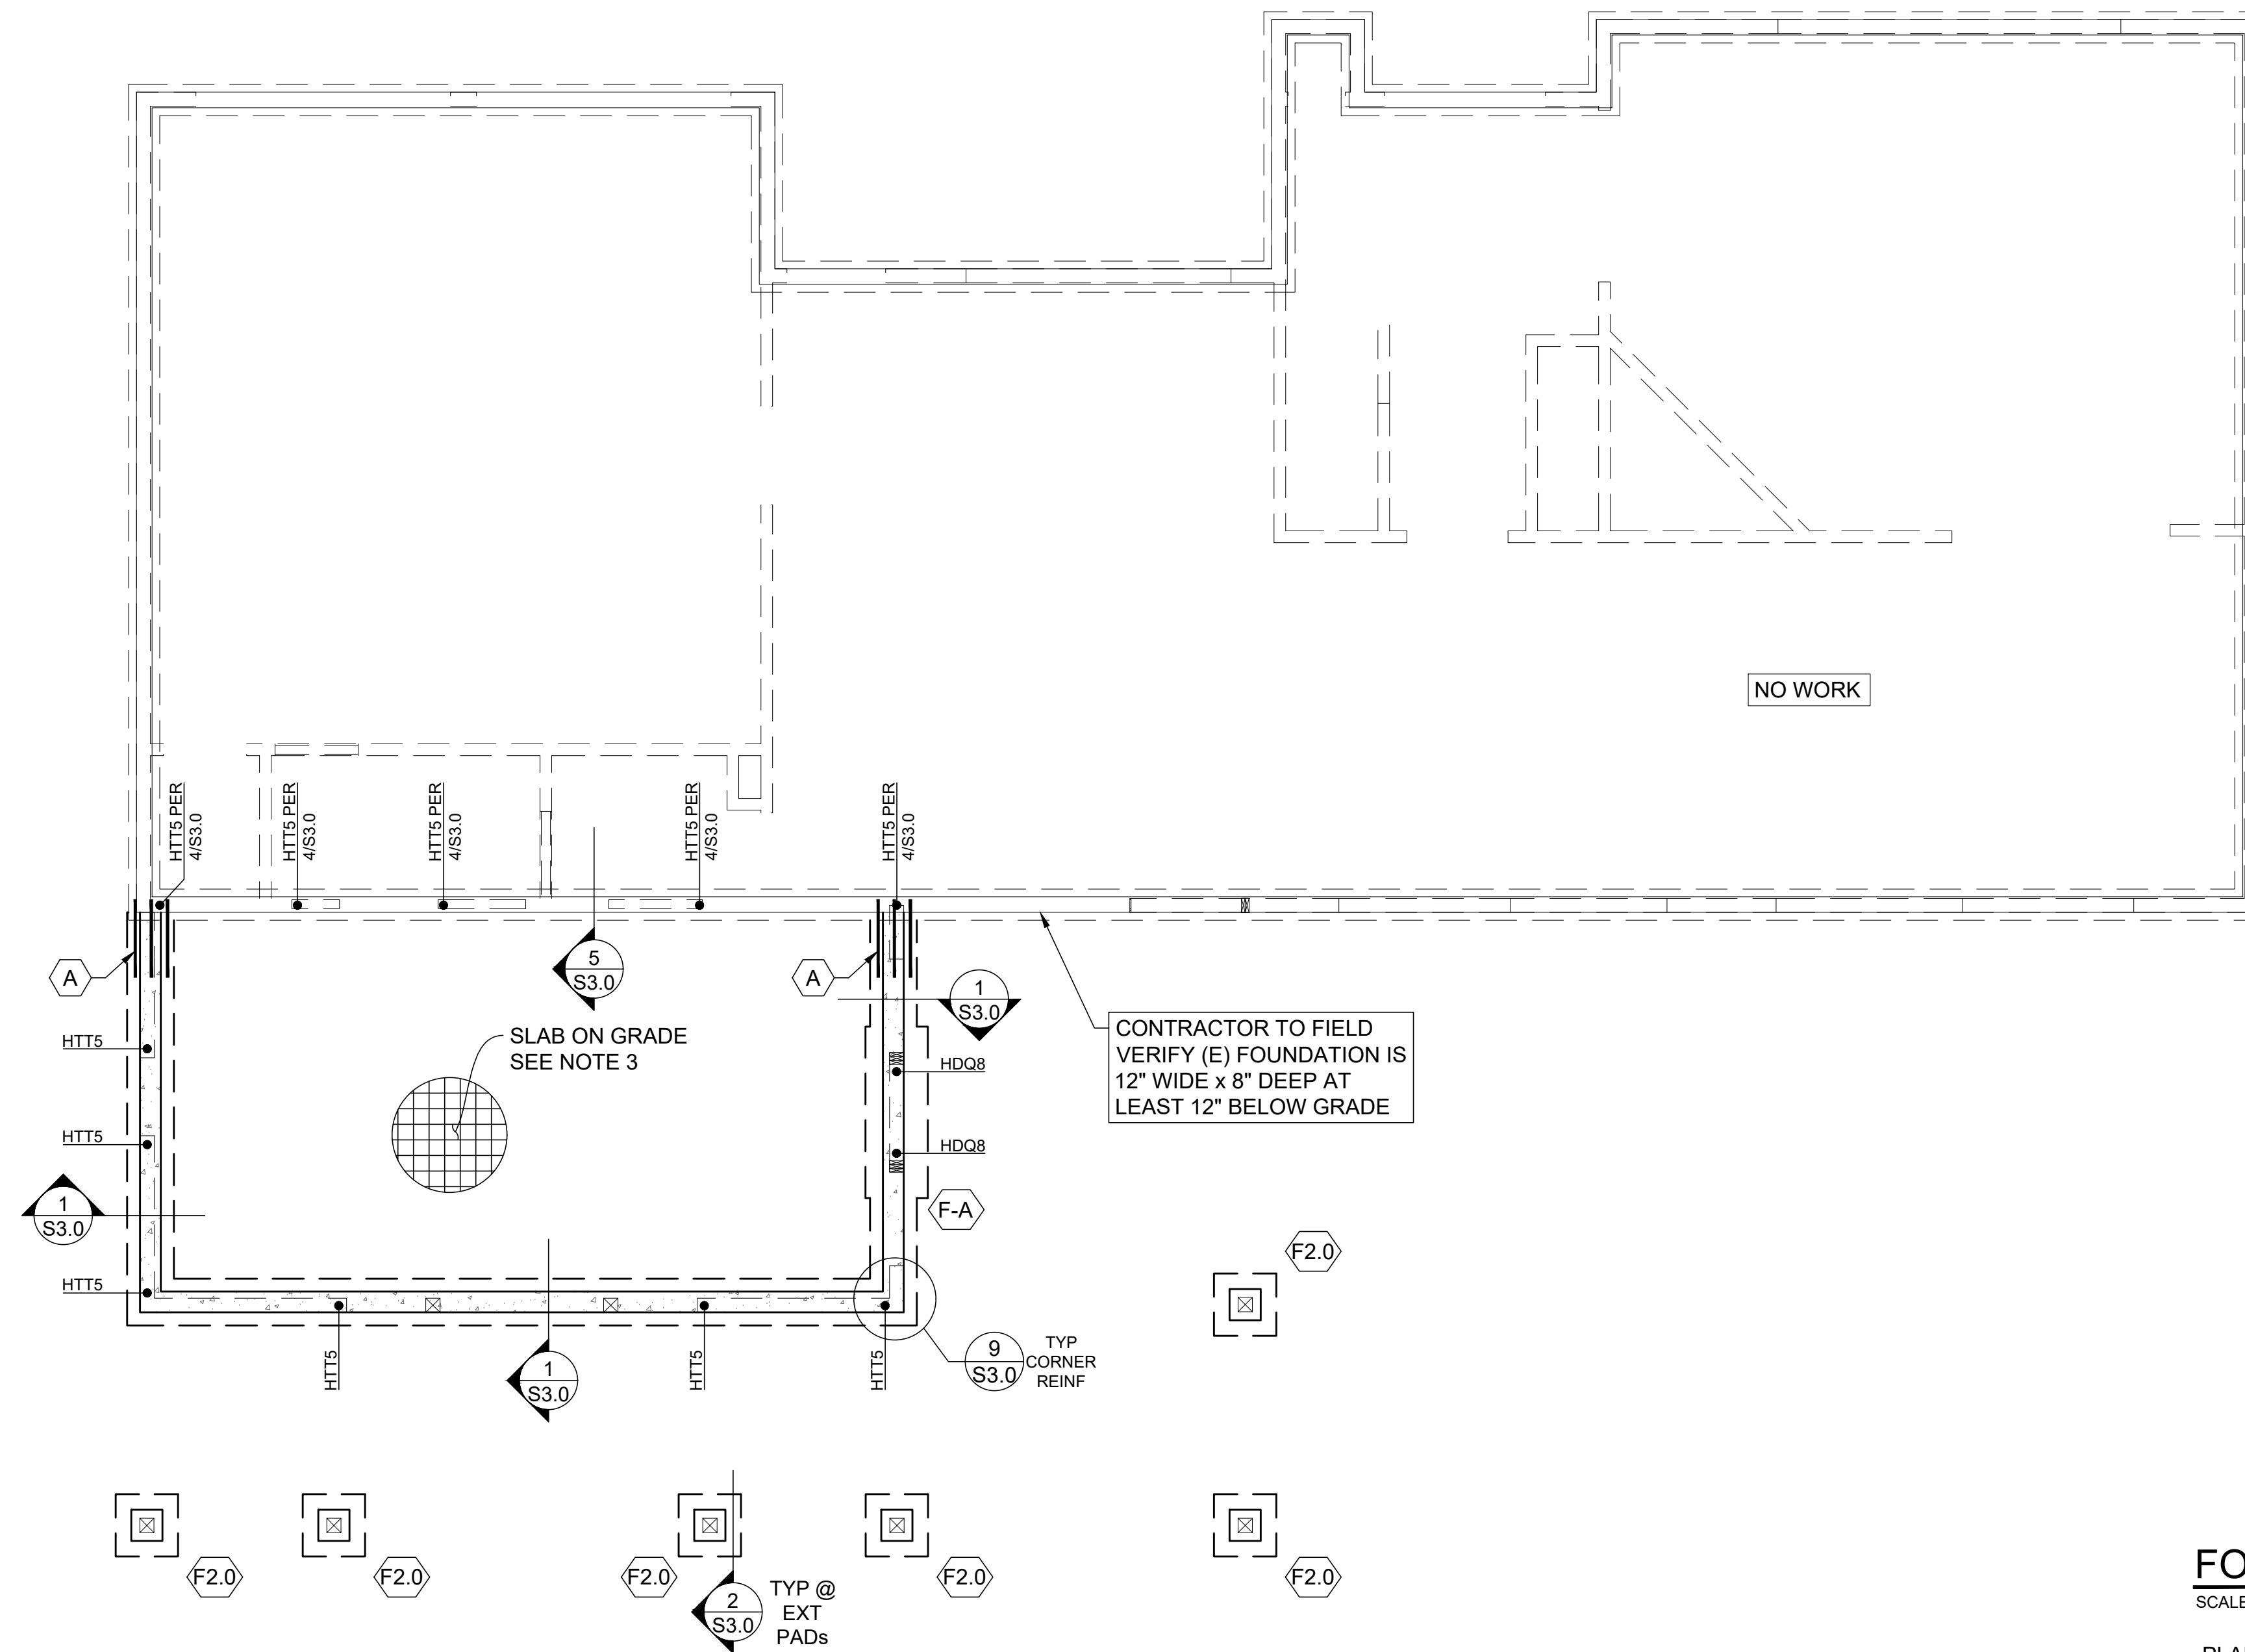 NO WORK
HTT5 PER
4/S3.0
HTT5 PER
4/S3.0
HTT5 PER
4/S3.0
HTT5 PER
4/S3.0
HTT5 PER
4/S3.0
A
5
S3.0
A
1
S3.0
SLAB ON GRADE
SEE NOTE 3
CONTRACTOR TO FIELD
VERIFY (E) FOUNDATION IS
12" WIDE x 8" DEEP AT
LEAST 12" BELOW GRADE
HTT5
HDQ8
HTT5
HDQ8
1
S3.0
F-A
F2.0
HTT5
HTT5
1
S3.0
HTT5
HTT5
9
S3.0
TYP
CORNER
REINF
F2.0
F2.0
F2.0
2
S3.0
TYP @
EXT
PADs
F2.0
F2.0
FO
SCALE